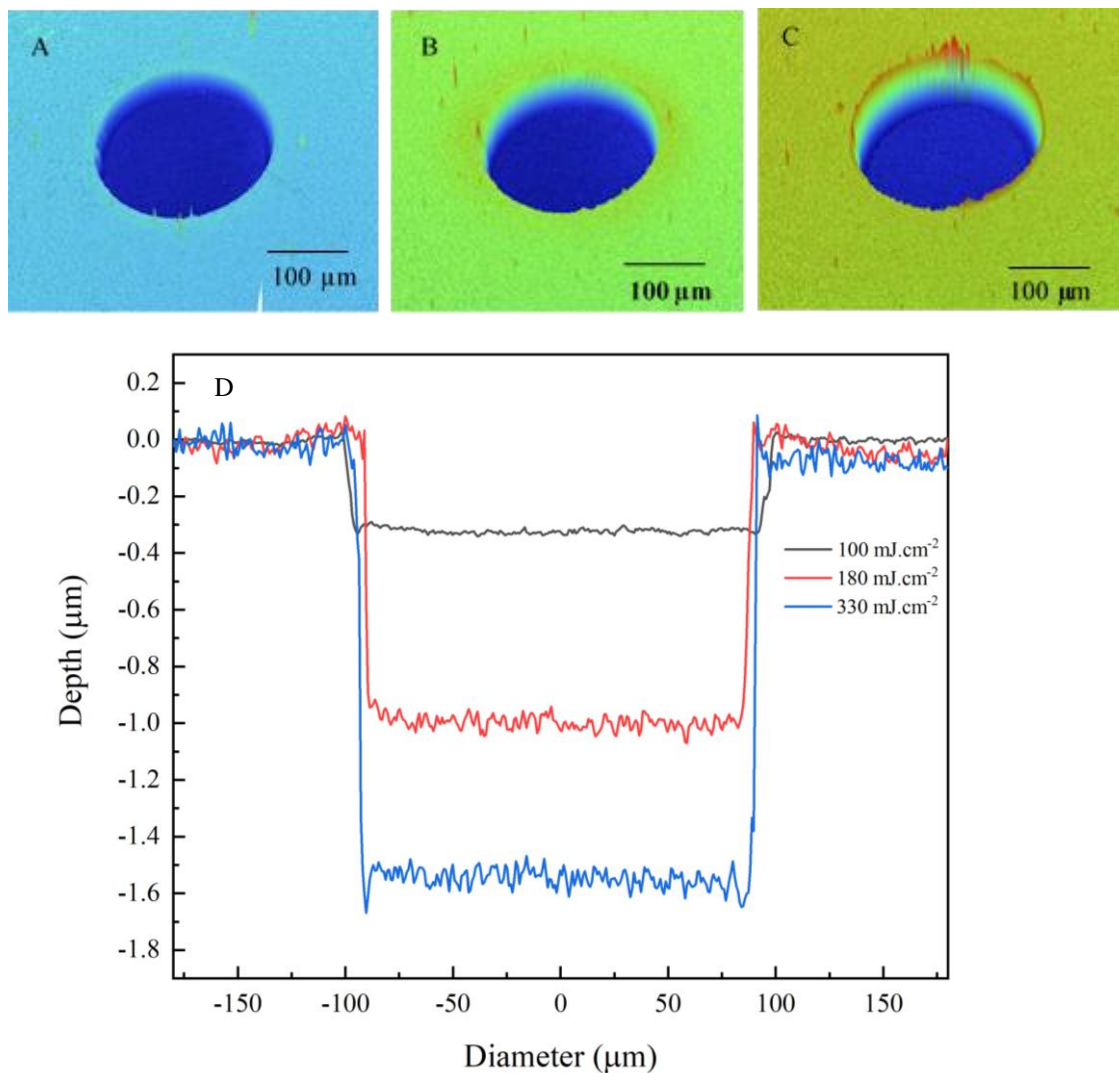 A
B
C
100 μm
100 μm
100 μm
D
0.2
0.0
-0.2
-0.4
-0.6
-0.8
-1.0
-1.2
-1.4
-1.6
-1.8
Depth (μm)
100 mJ.cm⁻²
180 mJ.cm⁻²
330 mJ.cm⁻²
-150
-100
-50
0
50
100
150
Diameter (μm)